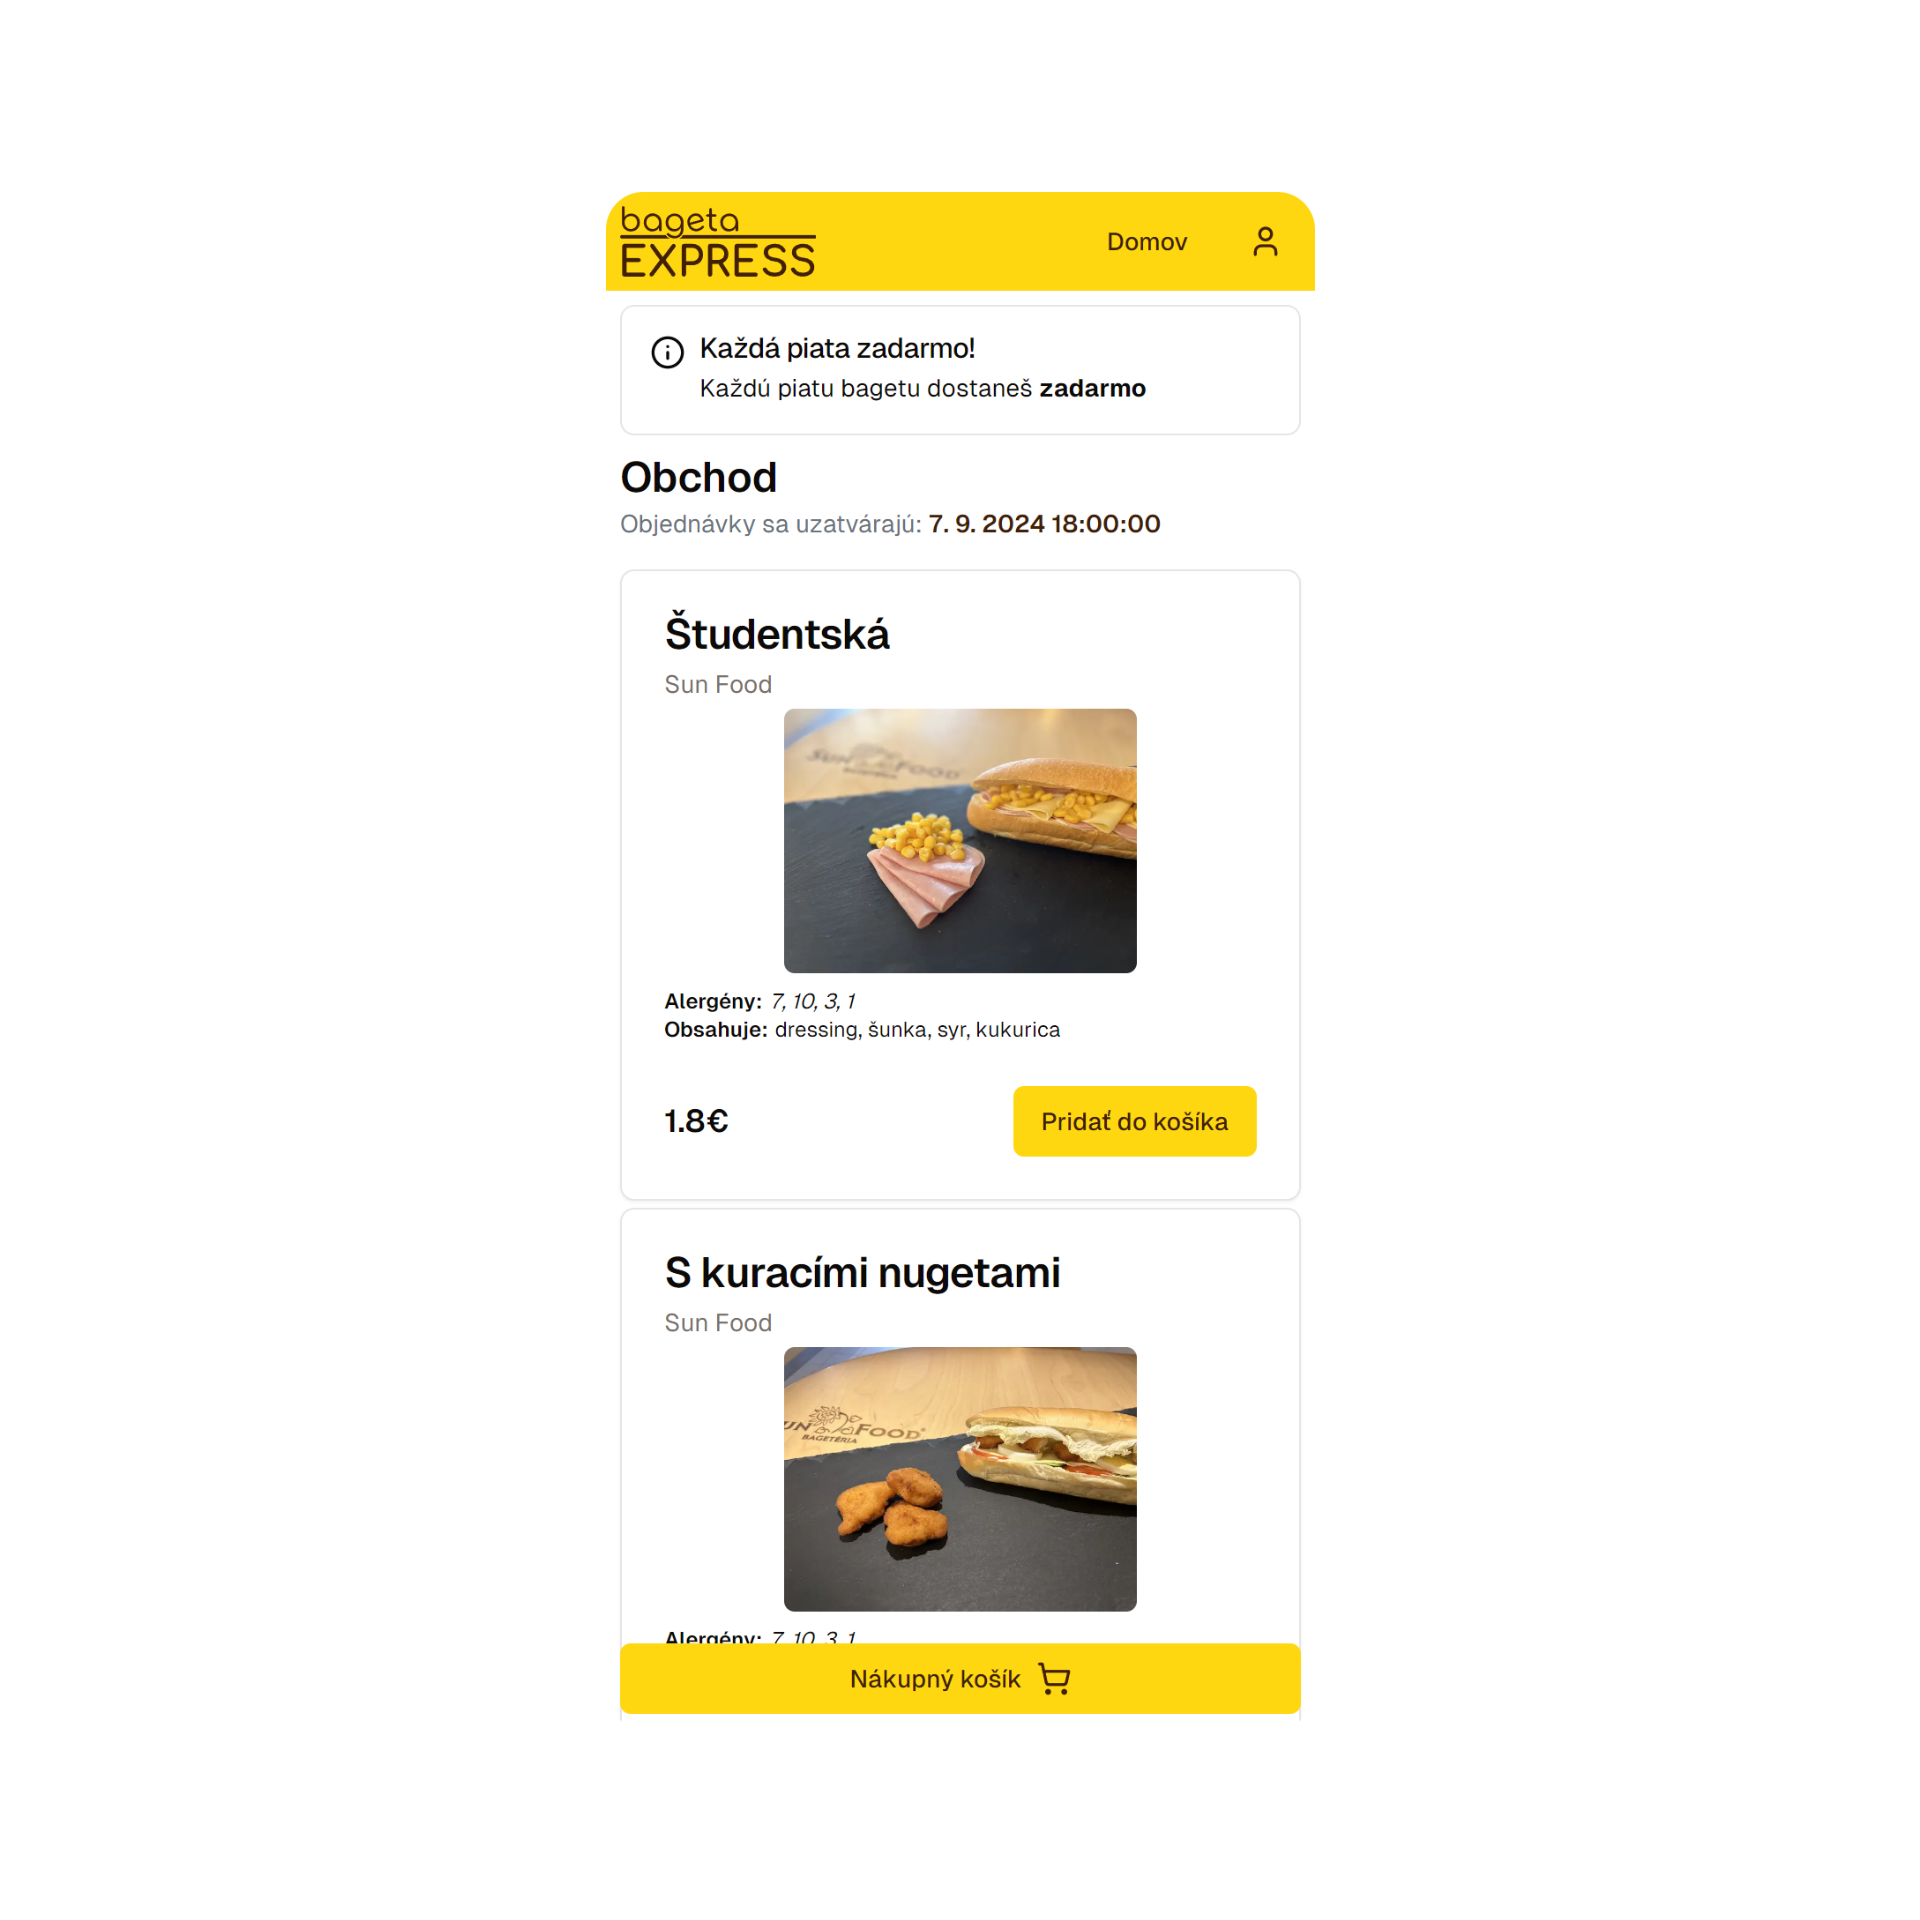 bageta
EXPRESS
Domov
Každá piata zadarmo!
Každú piatu bagetu dostaneš zadarmo
Obchod
Objednávky sa uzatvárajú: 7. 9. 2024 18:00:00
Študentská
Sun Food
SUN FOOD
Alergény: 7, 10, 3, 1
Obsahuje: dressing, šunka, syr, kukurica
1.8€
Pridať do košíka
S kuracími nugetami
Sun Food
UN FOOD
BAGETÉRIA
Alergény: 7, 10, 3, 1
Nákupný košík